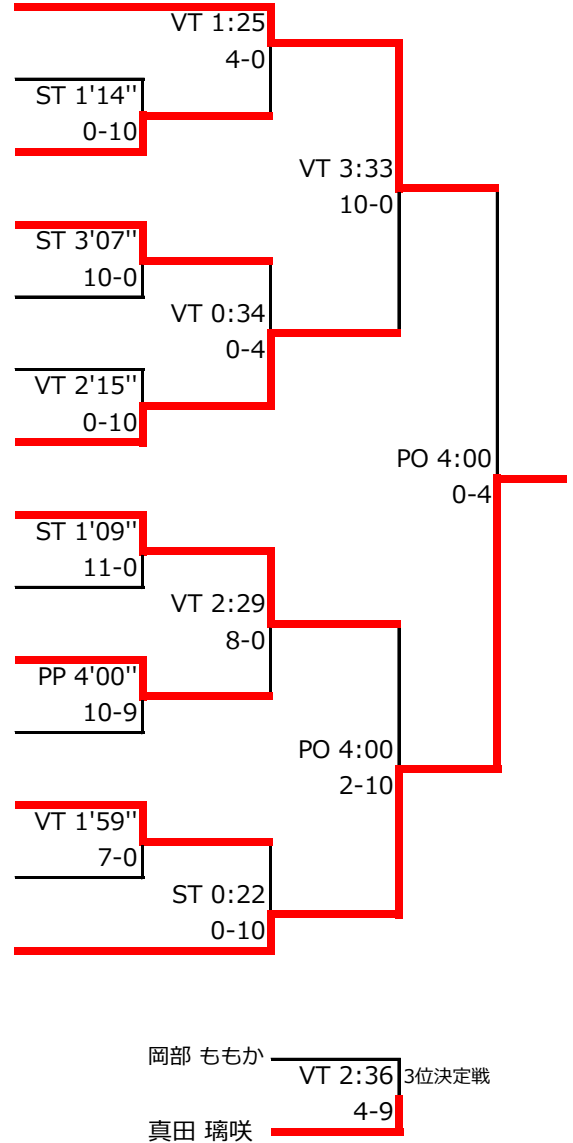 VT 1:25
4-0
ST 1'14''
0-10
VT 3:33
10-0
ST 3'07''
10-0
VT 0:34
0-4
VT 2'15''
0-10
PO 4:00
0-4
ST 1'09''
11-0
VT 2:29
8-0
PP 4'00''
10-9
PO 4:00
2-10
VT 1'59''
7-0
ST 0:22
0-10
岡部 ももか
VT 2:36 3位決定戦
4-9
真田 璃咲